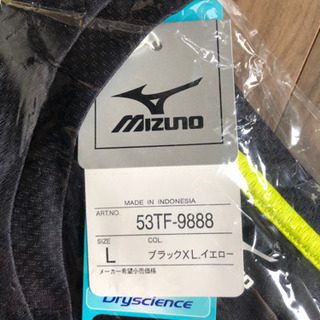 MIZUNO
MADE IN INDONESIA
ART.NO. 53TF-9888
SIZE COL.
L ブラックXL.イエロー
メーカー希望小売価格
Dryscience